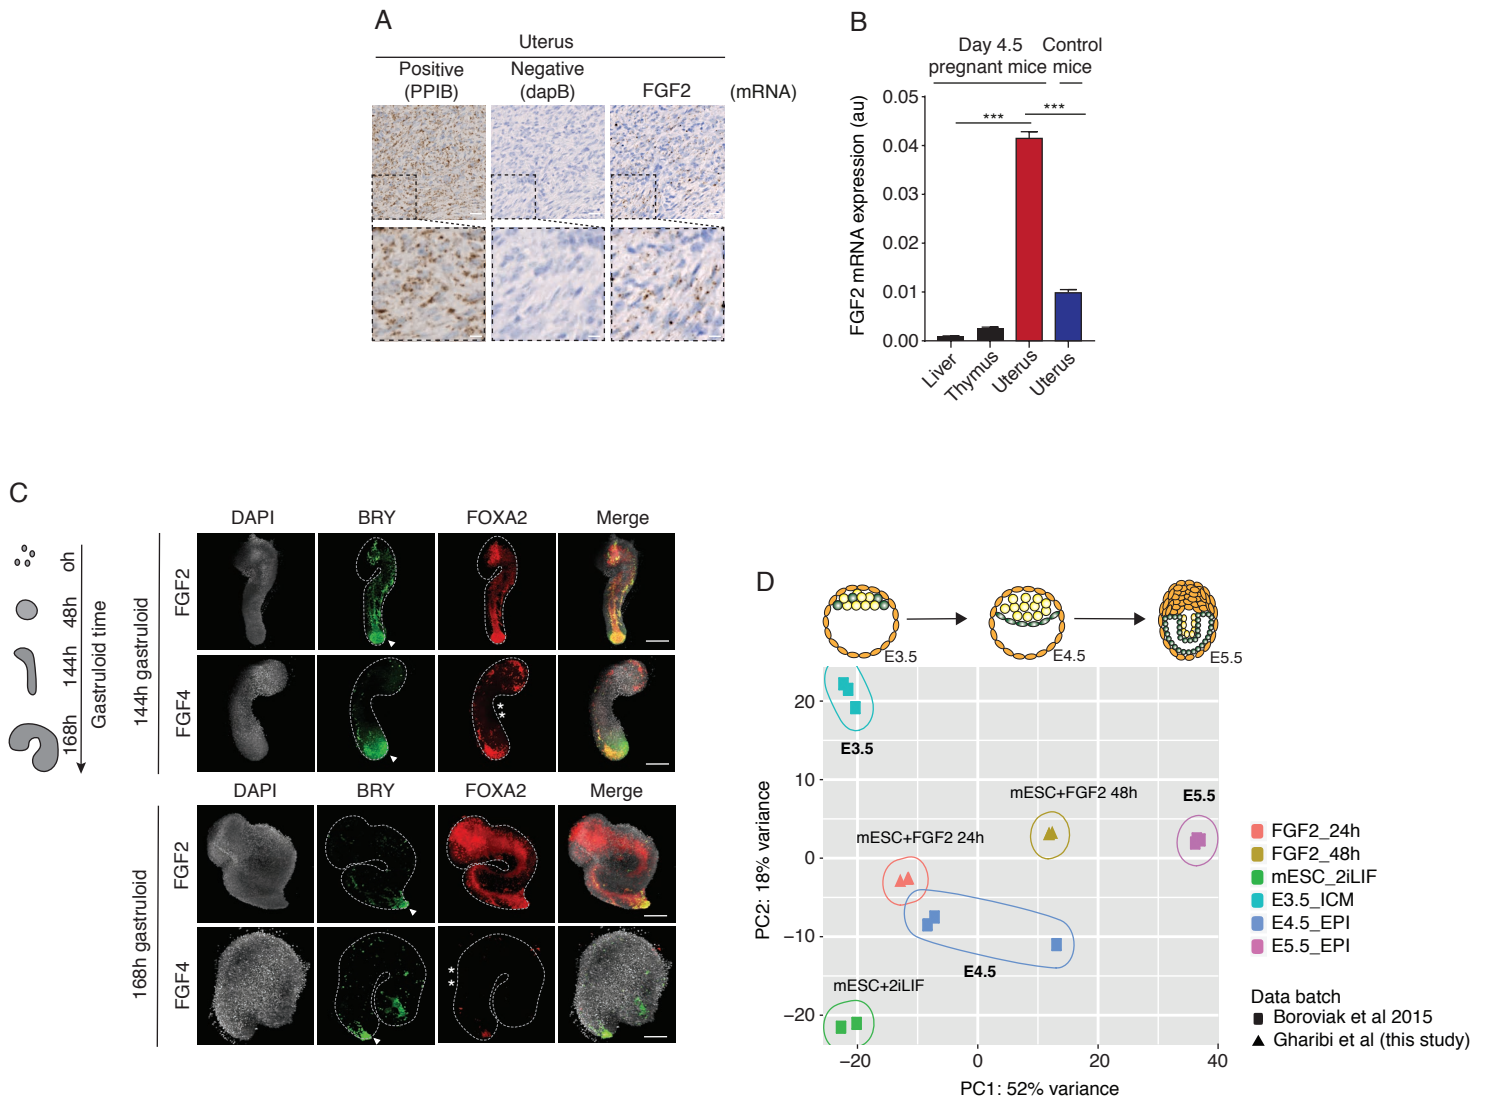 A
Uterus
Positive (PPIB)
Negative (dapB)
FGF2
(mRNA)
B
Day 4.5 pregnant mice
Control mice
FGF2 mRNA expression (au)
0.05
0.04
0.03
0.02
0.01
0.00
***
***
Liver
Thymus
Uterus
Uterus
C
oh
48h
144h
168h
Gastruloid time
144h gastruloid
DAPI
BRY
FOXA2
Merge
FGF2
FGF4
*
*
168h gastruloid
DAPI
BRY
FOXA2
Merge
FGF2
FGF4
*
*
D
E3.5
E4.5
E5.5
PC2: 18% variance
20
10
0
−10
−20
E3.5
mESC+FGF2 48h
E5.5
mESC+FGF2 24h
E4.5
mESC+2iLIF
−20
0
20
40
PC1: 52% variance
FGF2_24h
FGF2_48h
mESC_2iLIF
E3.5_ICM
E4.5_EPI
E5.5_EPI
Data batch
Boroviak et al 2015
Gharibi et al (this study)